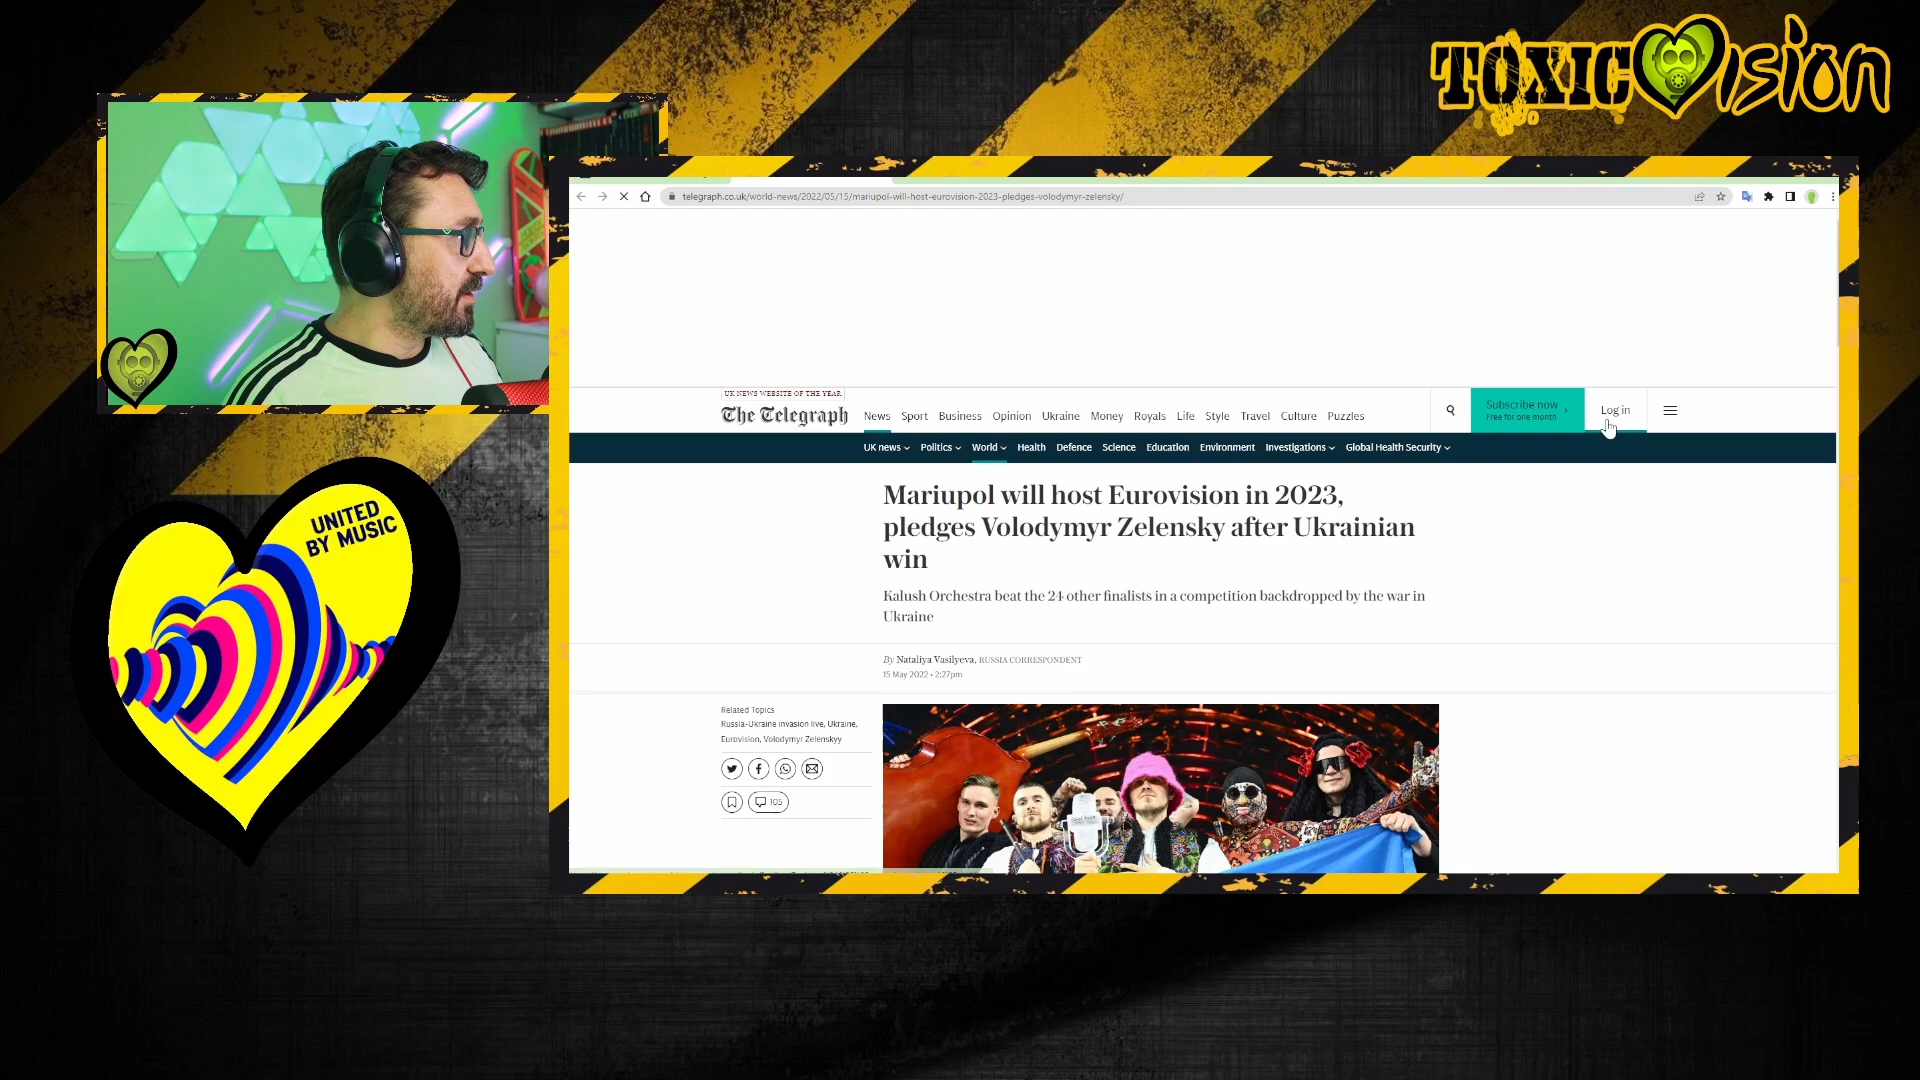 TOXICVision
telegraph.co.uk/world-news/2022/05/15/mariupol-will-host-eurovision-2023-pledges-volodymyr-zelensky/
UK NEWS WEBSITE OF THE YEAR
The Telegraph
News Sport Business Opinion Ukraine Money Royals Life Style Travel Culture Puzzles
Subscribe now
Free for one month
Log in
UK news Politics World Health Defence Science Education Environment Investigations Global Health Security
Mariupol will host Eurovision in 2023,
pledges Volodymyr Zelensky after Ukrainian
win
Kalush Orchestra beat the 24 other finalists in a competition backdropped by the war in
Ukraine
By Nataliya Vasilyeva, RUSSIA CORRESPONDENT
15 May 2022 • 2:27pm
Related Topics
Russia-Ukraine invasion live, Ukraine,
Eurovision, Volodymyr Zelenskyy
105
UNITED
BY MUSIC